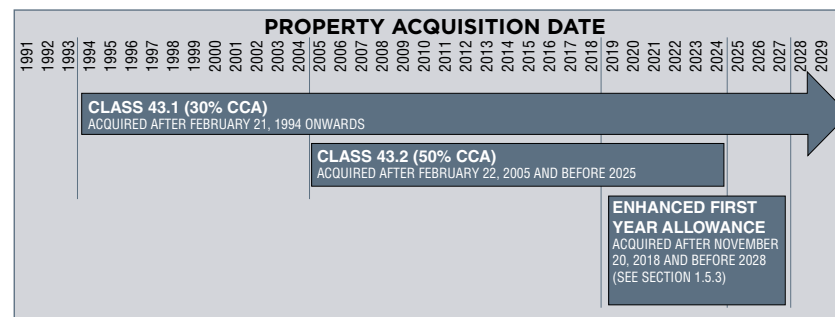 PROPERTY ACQUISITION DATE
1991 1992 1993 1994 1995 1996 1997 1998 1999 2000 2001 2002 2003 2004 2005 2006 2007 2008 2009 2010 2011 2012 2013 2014 2015 2016 2017 2018 2019 2020 2021 2022 2023 2024 2025 2026 2027 2028 2029
CLASS 43.1 (30% CCA)
ACQUIRED AFTER FEBRUARY 21, 1994 ONWARDS
CLASS 43.2 (50% CCA)
ACQUIRED AFTER FEBRUARY 22, 2005 AND BEFORE 2025
ENHANCED FIRST
YEAR ALLOWANCE
ACQUIRED AFTER NOVEMBER
20, 2018 AND BEFORE 2028
(SEE SECTION 1.5.3)